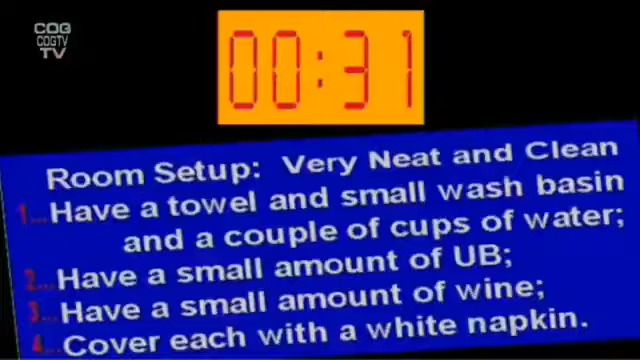 COG
COGTV
TV
00:31
Room Setup: Very Neat and Clean
1...Have a towel and small wash basin
and a couple of cups of water;
2...Have a small amount of UB;
3...Have a small amount of wine;
4...Cover each with a white napkin.